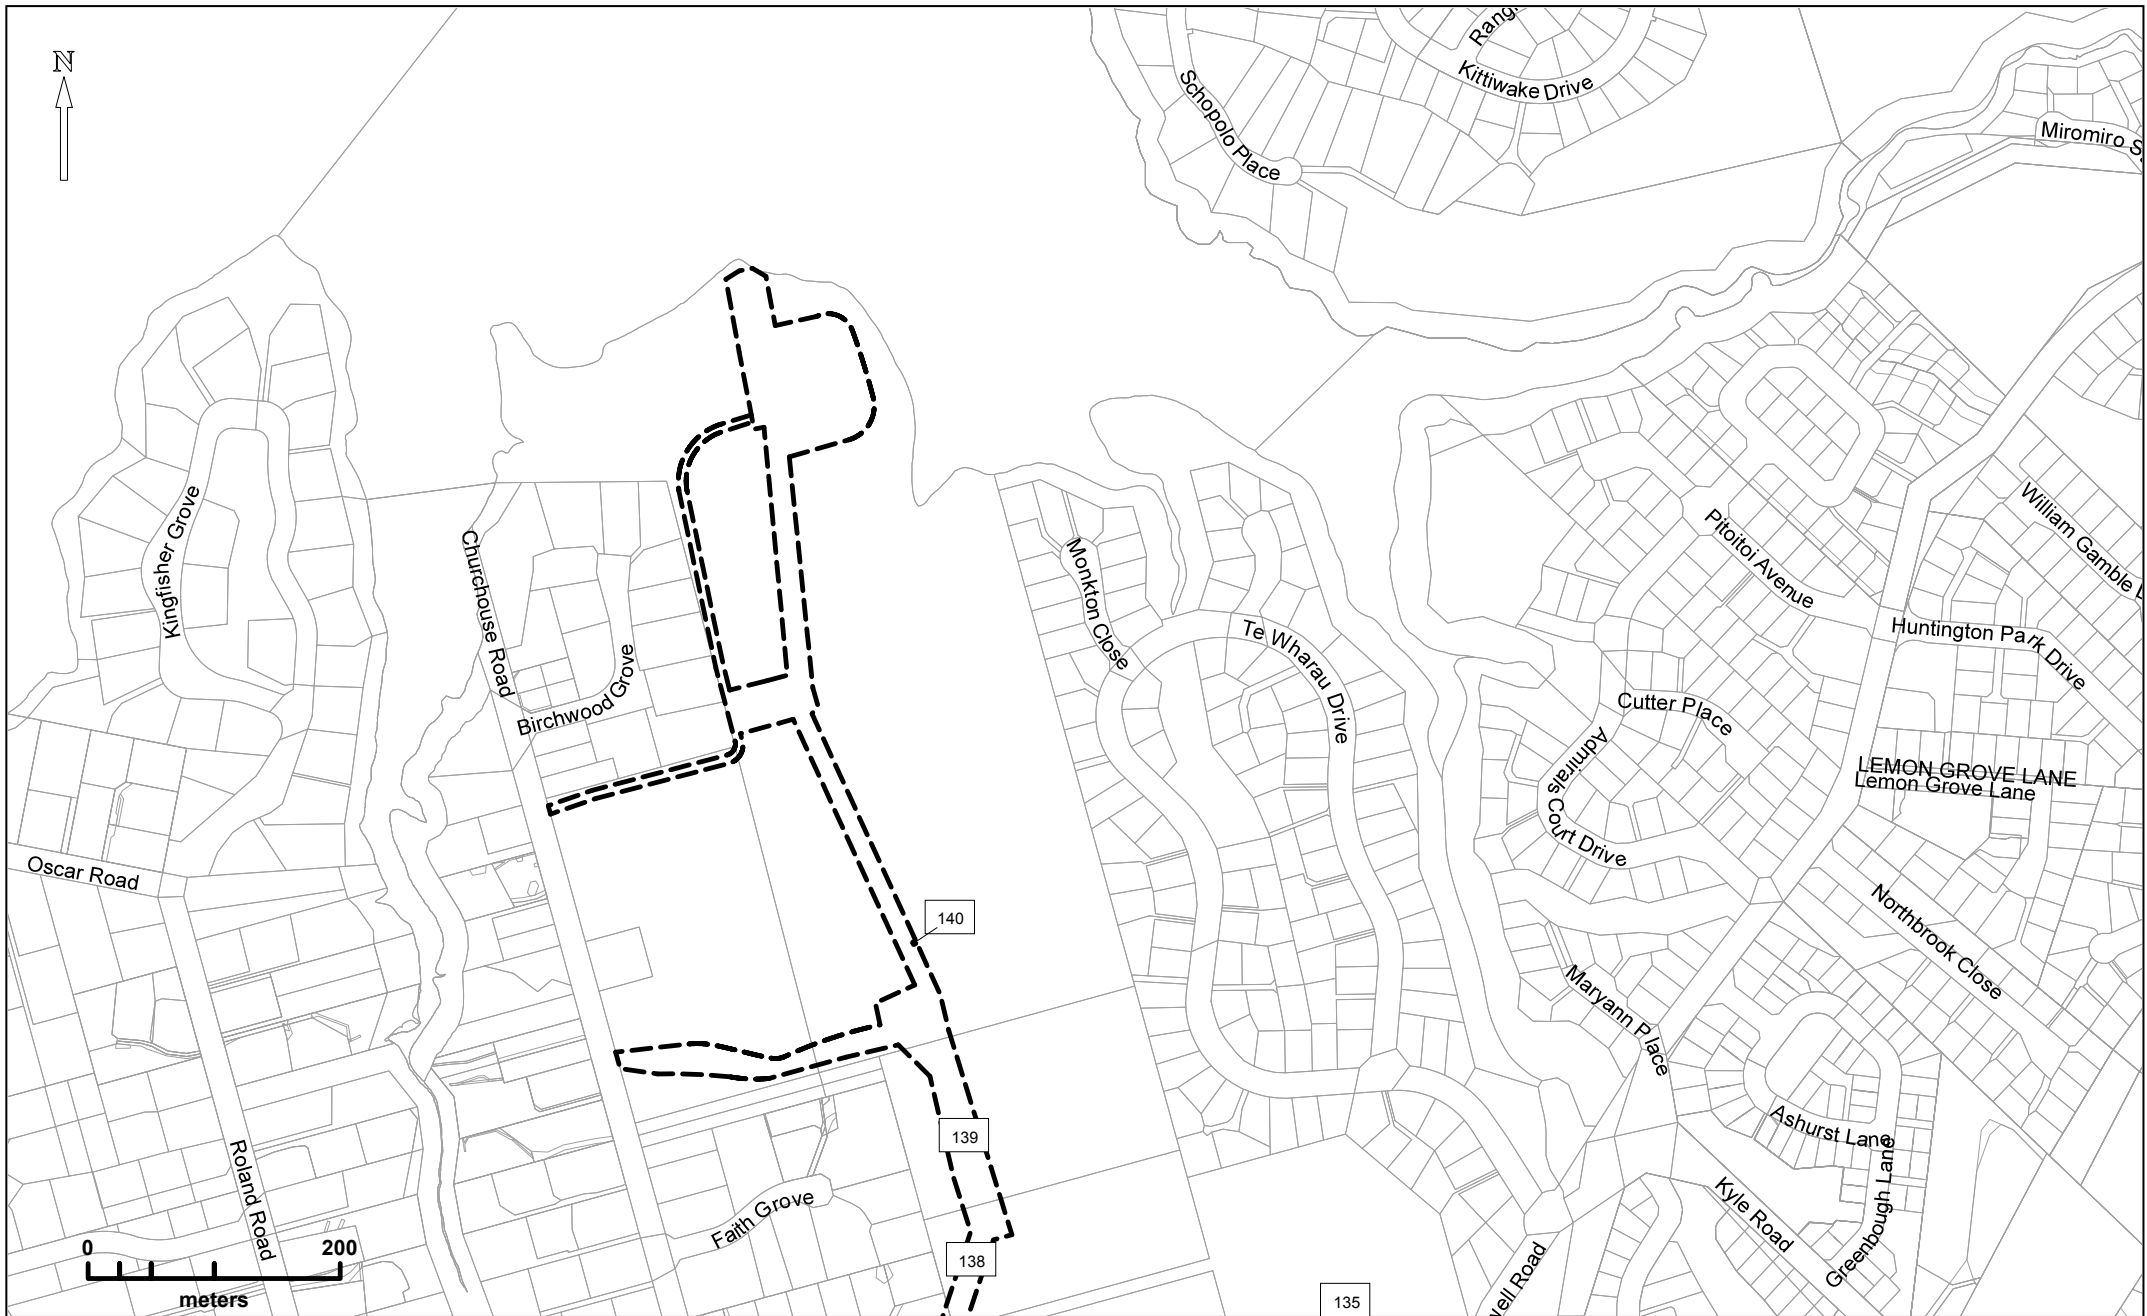 N
Rang
Kittiwake Drive
Schopolo Place
Miromiro S
Kingfisher Grove
Churchhouse Road
Birchwood Grove
Monkton Close
Te Wharau Drive
Pitoitoi Avenue
William Gamble
Huntington Park Drive
Cutter Place
Admirals Court Drive
LEMON GROVE LANE
Lemon Grove Lane
Oscar Road
Northbrook Close
140
Maryann Place
139
Ashurst Lane
Roland Road
Faith Grove
Kyle Road
Greenbough Lane
138
0 200
meters
135
ell Road